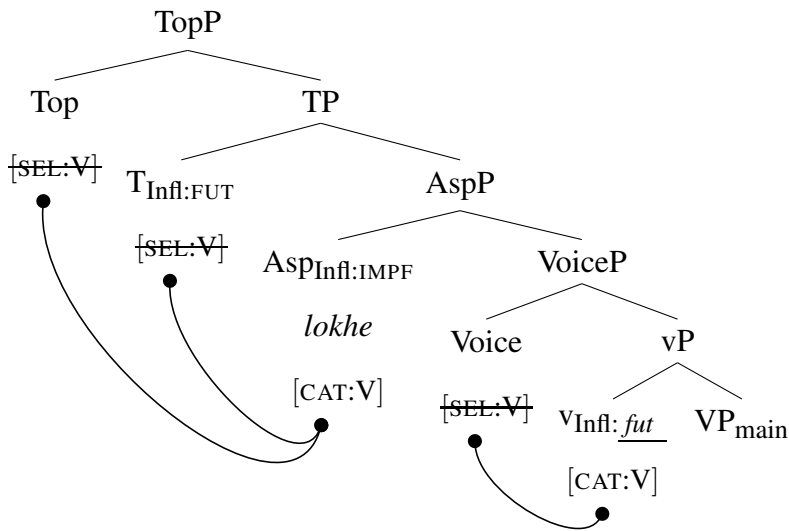 TopP
Top TP
[SEL:V] T_Infl:FUT AspP
[SEL:V] Asp_Infl:IMPF VoiceP
lokhe Voice vP
[CAT:V] [SEL:V] v_Infl: fut VP_main
[CAT:V]